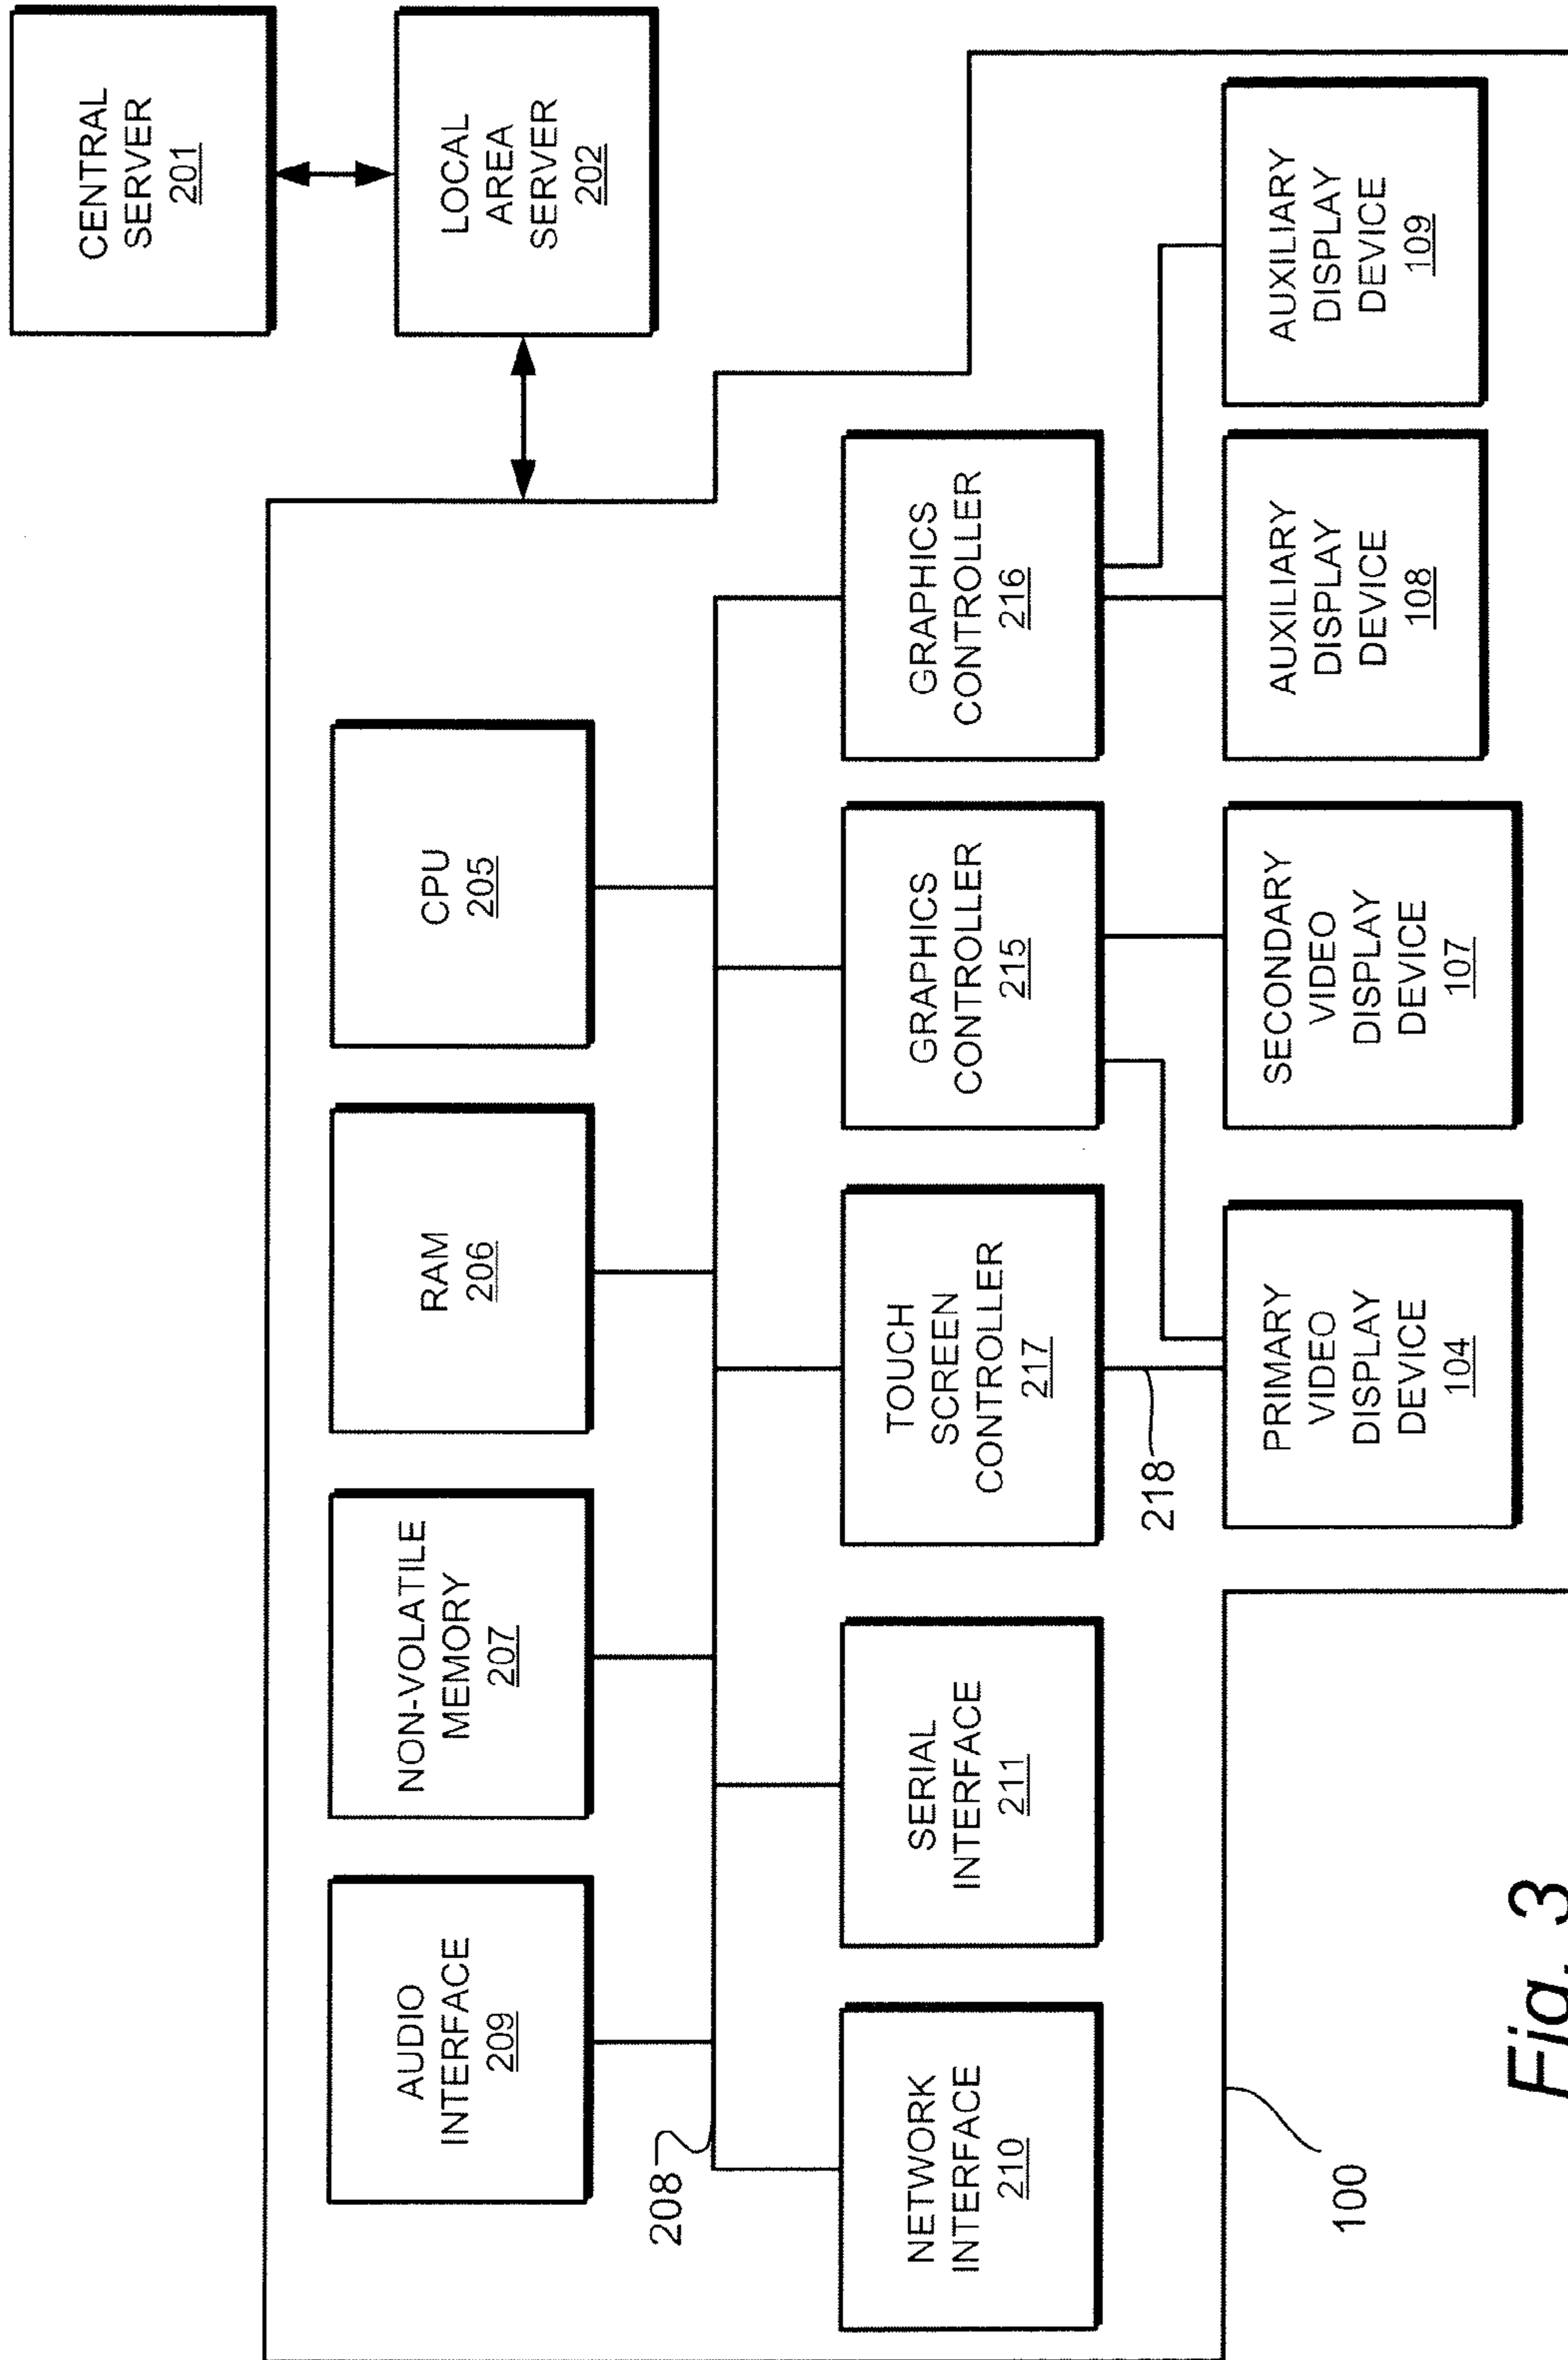 CENTRAL
SERVER
201
LOCAL
AREA
SERVER
202
AUDIO
INTERFACE
209
NON-VOLATILE
MEMORY
207
RAM
206
CPU
205
208
NETWORK
INTERFACE
210
SERIAL
INTERFACE
211
TOUCH
SCREEN
CONTROLLER
217
GRAPHICS
CONTROLLER
215
GRAPHICS
CONTROLLER
216
218
PRIMARY
VIDEO
DISPLAY
DEVICE
104
SECONDARY
VIDEO
DISPLAY
DEVICE
107
AUXILIARY
DISPLAY
DEVICE
108
AUXILIARY
DISPLAY
DEVICE
109
100
Fig. 3